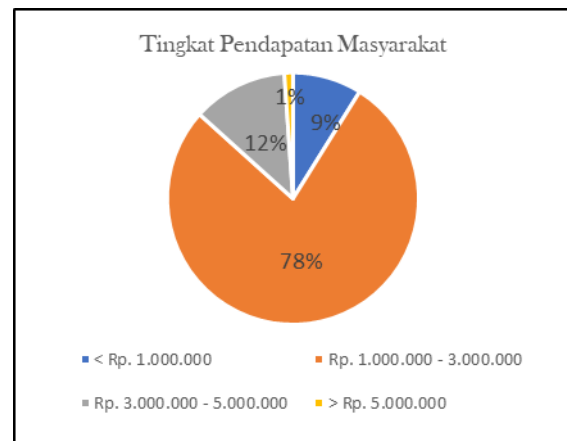 Tingkat Pendapatan Masyarakat
1%
9%
12%
78%
< Rp. 1.000.000
Rp. 1.000.000 - 3.000.000
Rp. 3.000.000 - 5.000.000
> Rp. 5.000.000